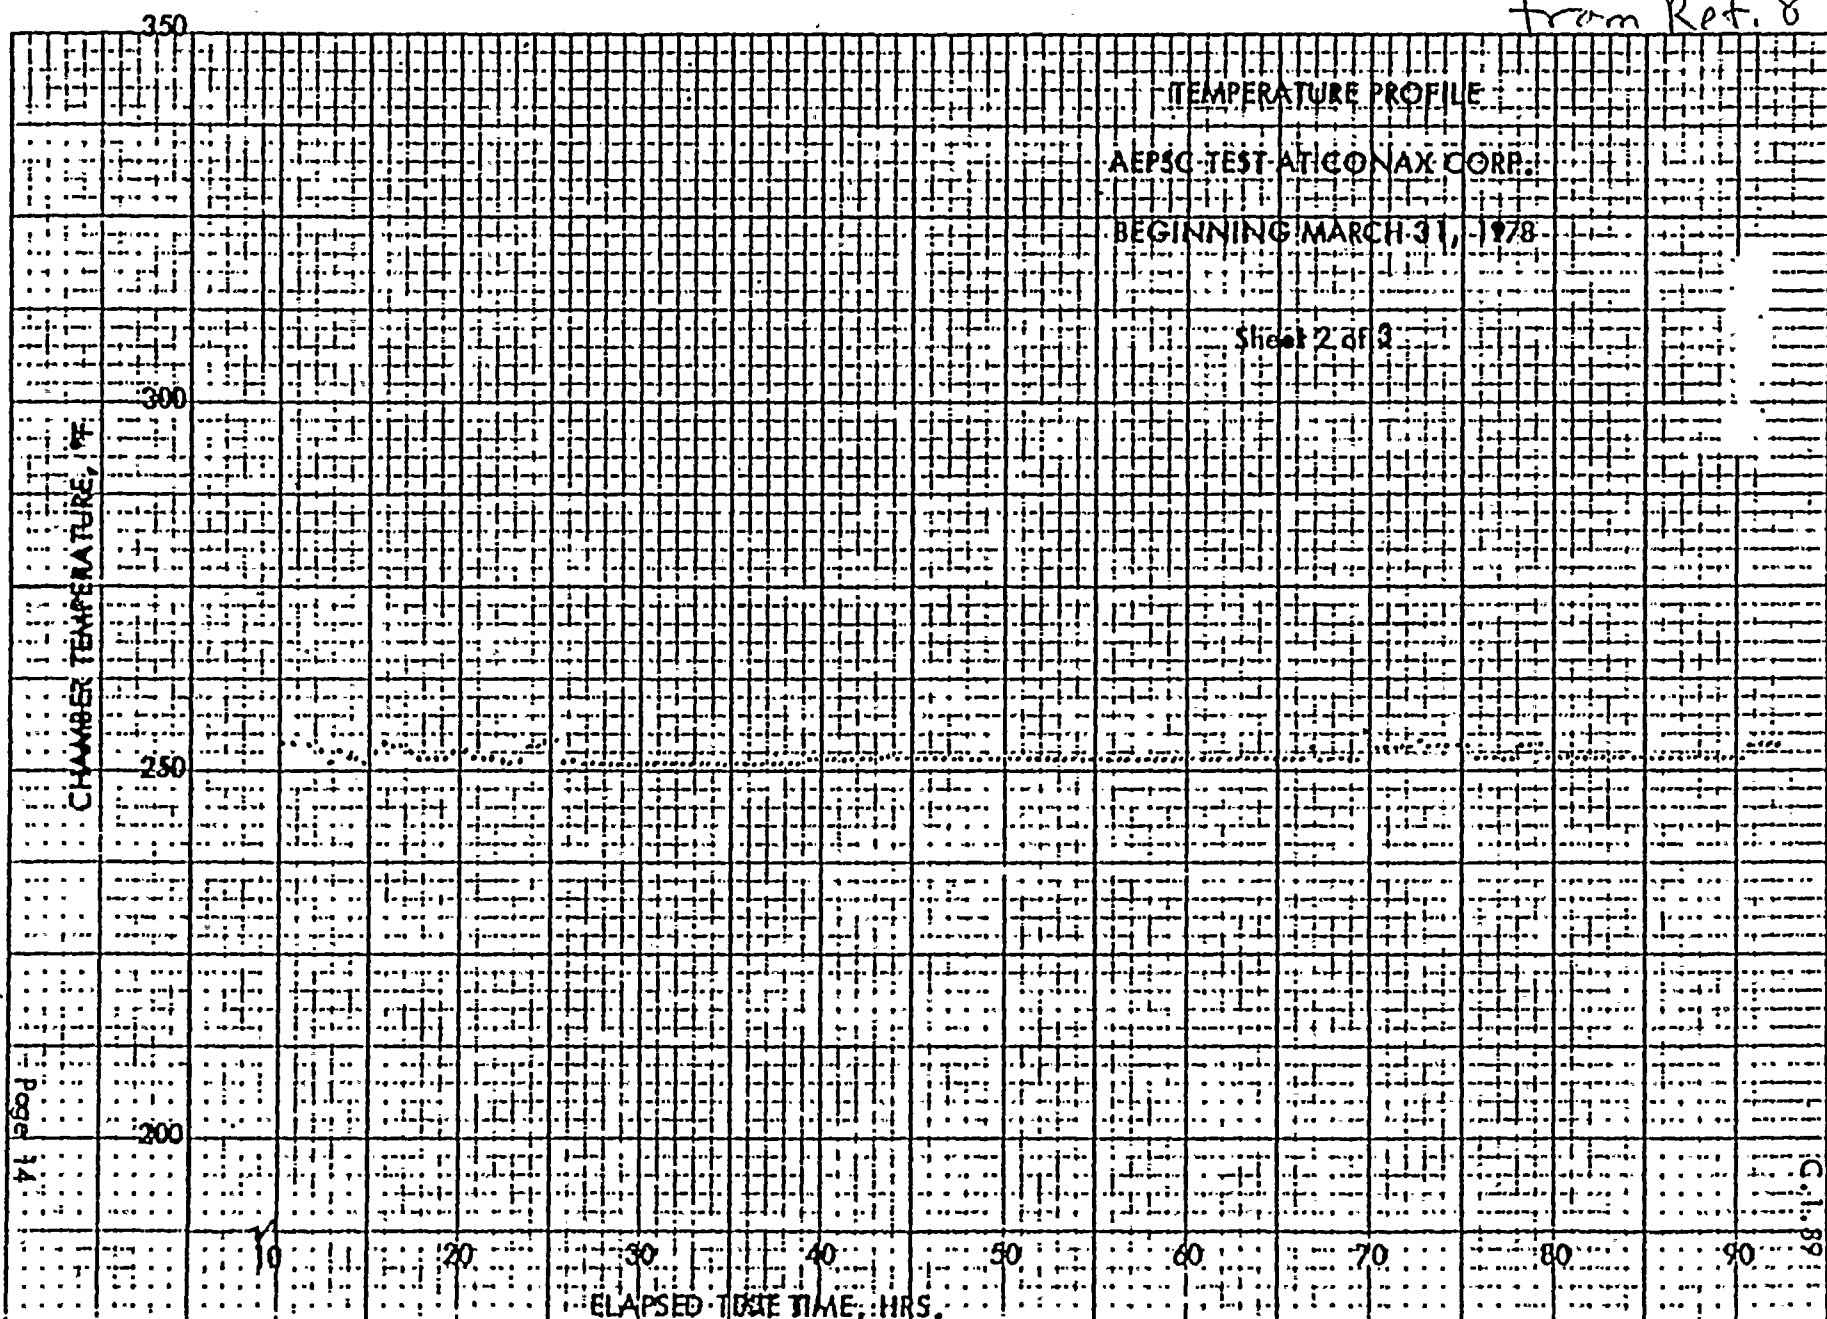 from Ref. 8
350
TEMPERATURE PROFILE
AEPSC TEST AT CONAX CORP.
BEGINNING MARCH 31, 1978
Sheet 2 of 3
300
CHAMBER TEMPERATURE, °F
250
200
Page 14
C.1.89
10 20 30 40 50 60 70 80 90
ELAPSED TIME, HRS.